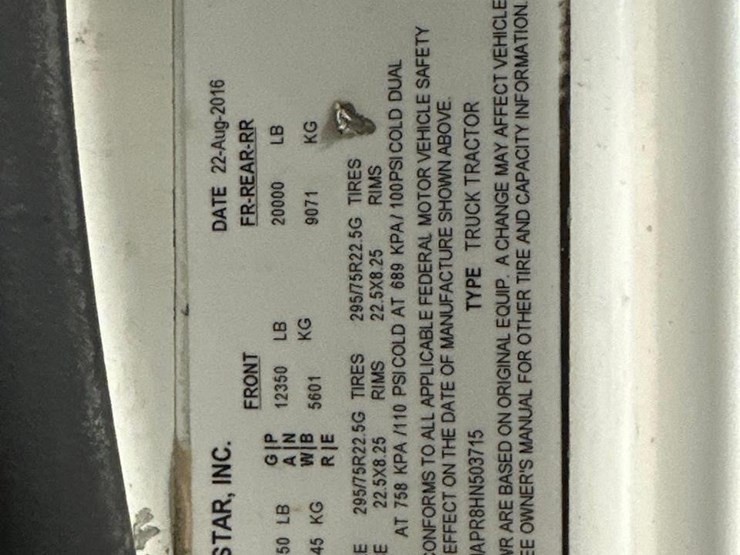 STAR, INC. DATE 22-Aug-2016
FRONT FR-REAR-RR
50 LB G|P 12350 LB 20000 LB
A|N
45 KG W|B 5601 KG 9071 KG
R|E
E 295/75R22.5G TIRES 295/75R22.5G TIRES
E 22.5X8.25 RIMS 22.5X8.25 RIMS
AT 758 KPA /110 PSI COLD AT 689 KPA/ 100PSI COLD DUAL
CONFORMS TO ALL APPLICABLE FEDERAL MOTOR VEHICLE SAFETY
EFFECT ON THE DATE OF MANUFACTURE SHOWN ABOVE.
APR8HN503715 TYPE TRUCK TRACTOR
WR ARE BASED ON ORIGINAL EQUIP. A CHANGE MAY AFFECT VEHICLE
EE OWNER'S MANUAL FOR OTHER TIRE AND CAPACITY INFORMATION.